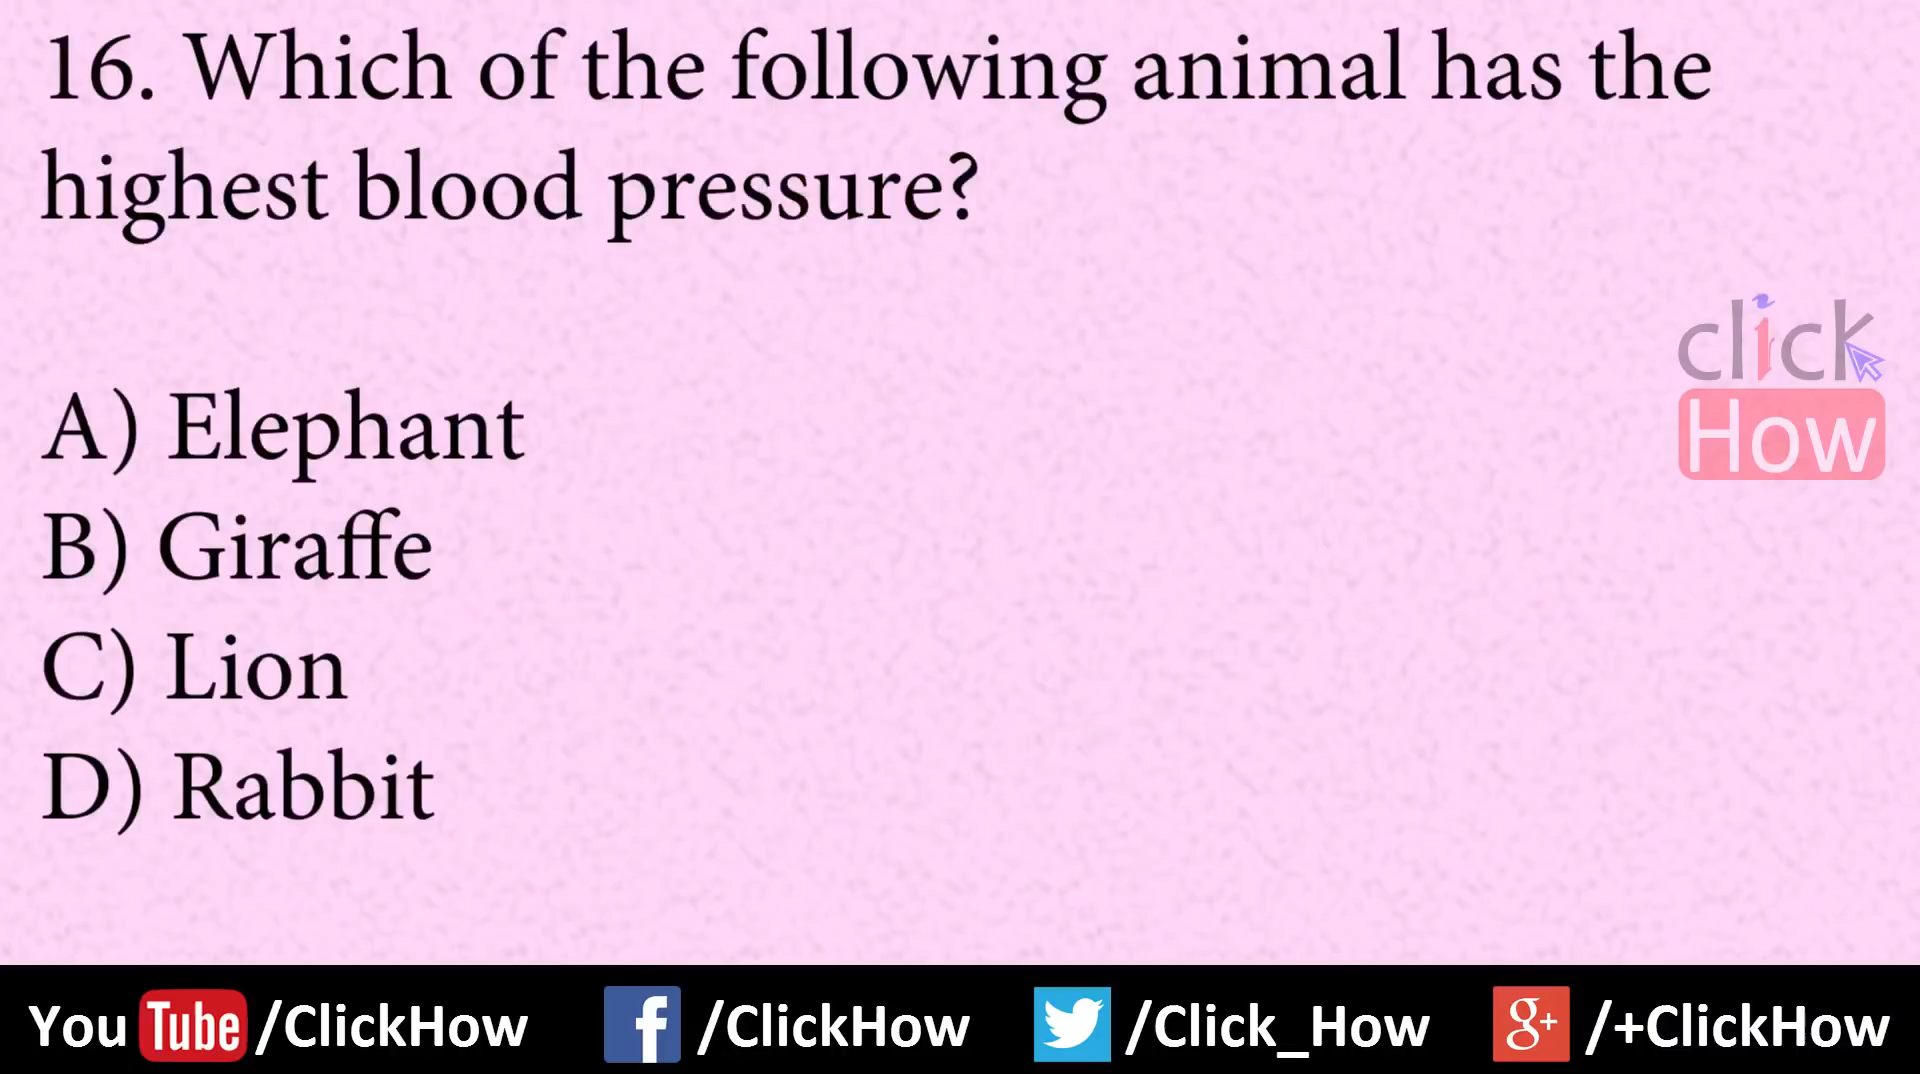 16. Which of the following animal has the
highest blood pressure?
click
How
A) Elephant
B) Giraffe
C) Lion
D) Rabbit
You Tube /ClickHow f /ClickHow /Click_How g+ /+ClickHow